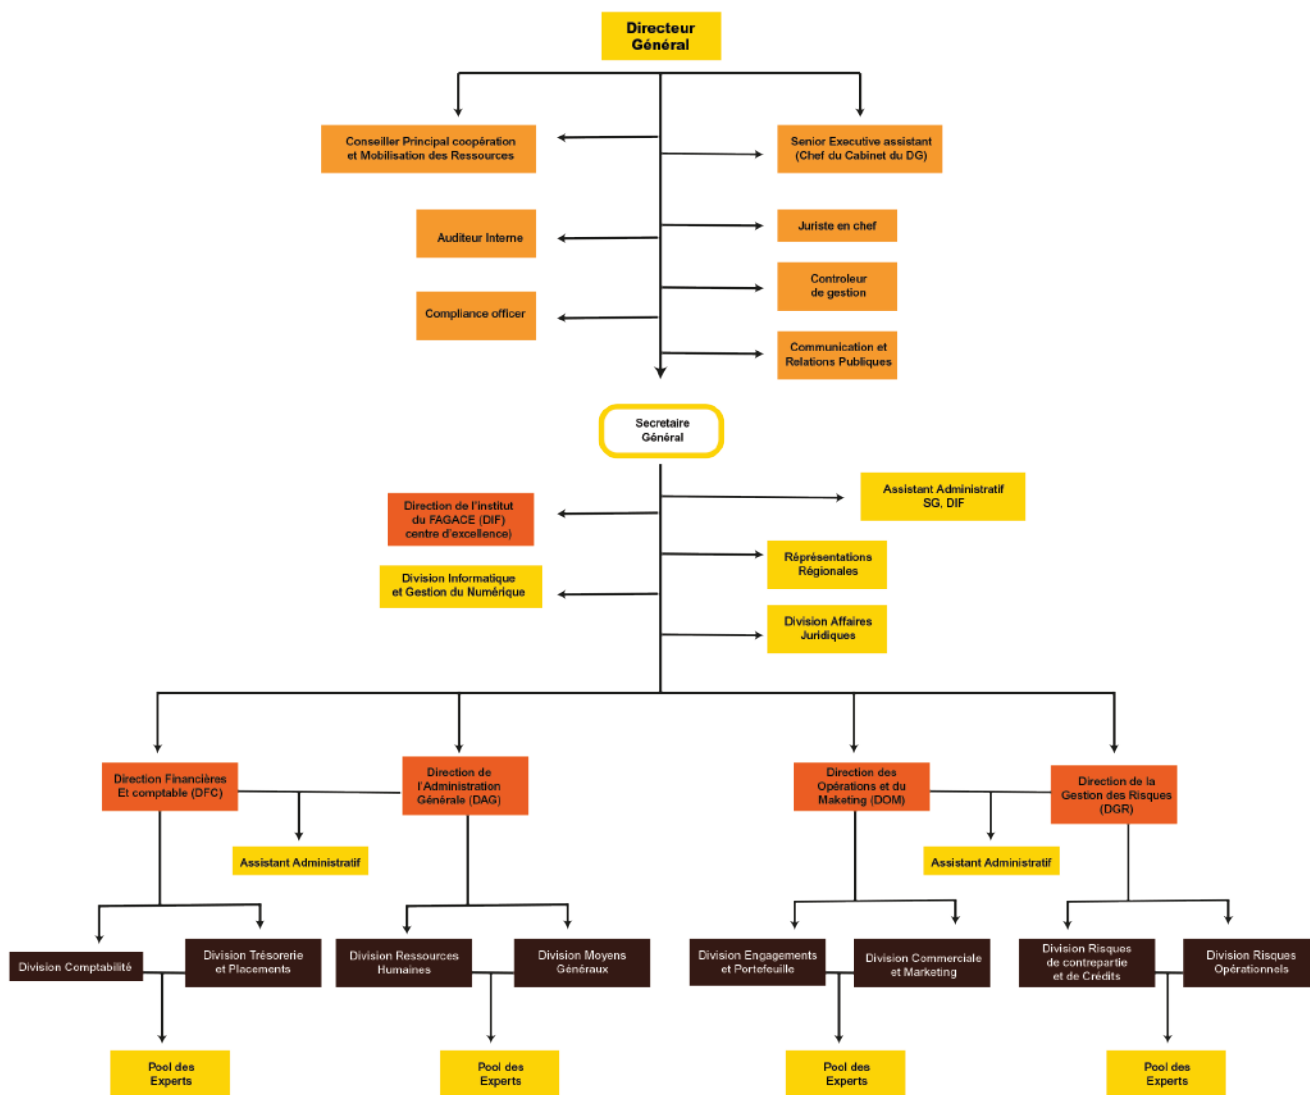 Directeur
Général
Conseiller Principal coopération
et Mobilisation des Ressources
Senior Executive assistant
(Chef du Cabinet du DG)
Auditeur Interne
Juriste en chef
Controleur
de gestion
Compliance officer
Communication et
Relations Publiques
Secretaire
Général
Direction de l'institut
du FAGACE (DIF)
centre d'excellence)
Assistant Administratif
SG, DIF
Réprésentations
Régionales
Division Informatique
et Gestion du Numérique
Division Affaires
Juridiques
Direction Financières
Et comptable (DFC)
Direction de
l'Administration
Générale (DAG)
Direction des
Opérations et du
Maketing (DOM)
Direction de la
Gestion des Risques
(DGR)
Assistant Administratif
Assistant Administratif
Division Comptabilité
Division Trésorerie
et Placements
Division Ressources
Humaines
Division Moyens
Généraux
Division Engagements
et Portefeuille
Division Commerciale
et Marketing
Division Risques
de contrepartie
et de Crédits
Division Risques
Opérationnels
Pool des
Experts
Pool des
Experts
Pool des
Experts
Pool des
Experts